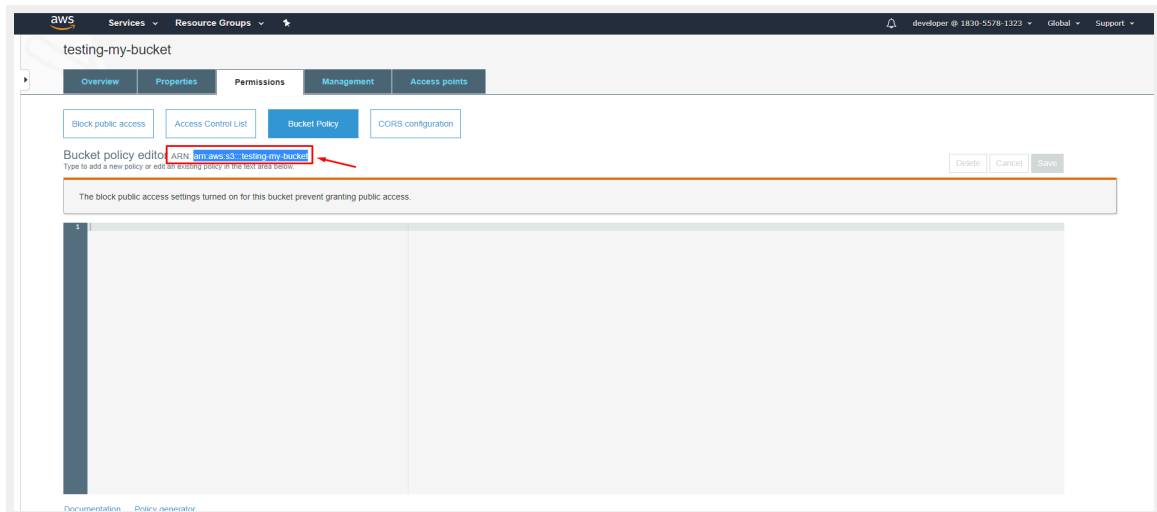 aws Services Resource Groups developer @ 1830-5578-1323 Global Support
testing-my-bucket
Overview Properties Permissions Management Access points
Block public access Access Control List Bucket Policy CORS configuration
Bucket policy editor ARN: arn:aws:s3:::testing-my-bucket
Type to add a new policy or edit an existing policy in the text area below.
Delete Cancel Save
The block public access settings turned on for this bucket prevent granting public access.
1
Documentation Policy generator